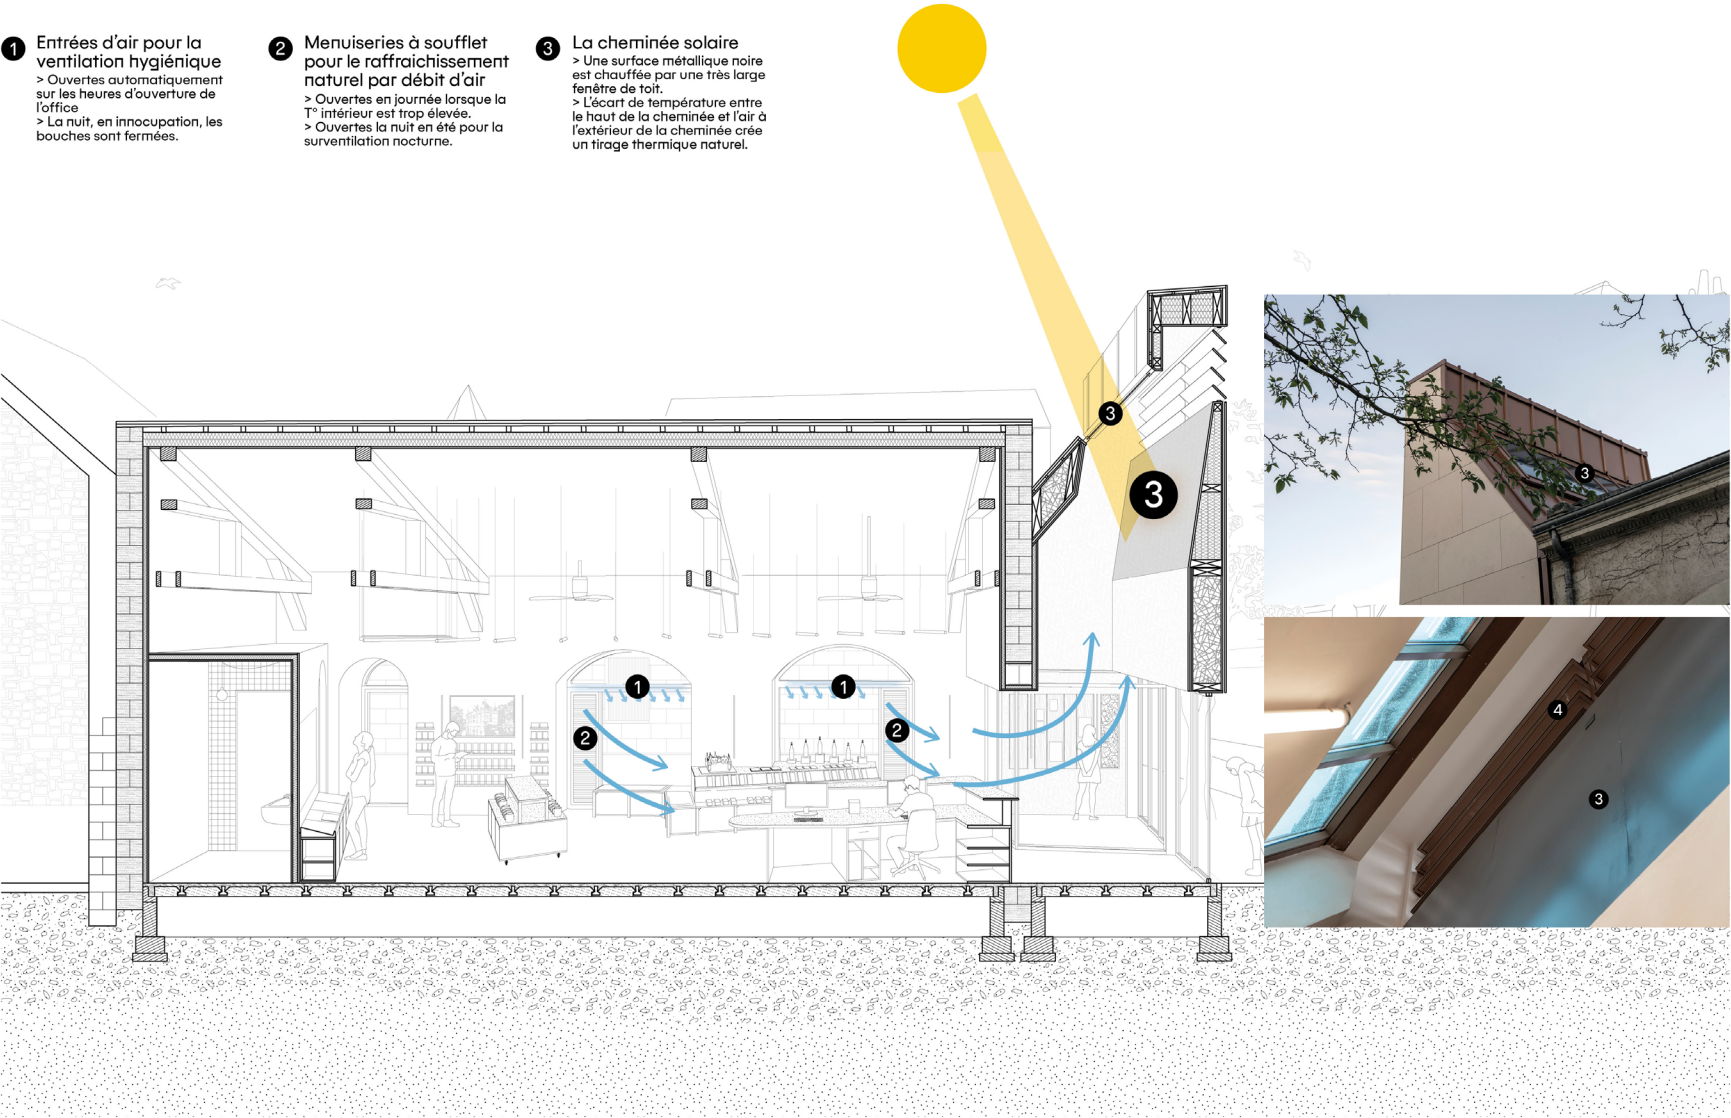 1 Entrées d'air pour la
ventilation hygiénique
> Ouvertes automatiquement
sur les heures d'ouverture de
l'office
> La nuit, en innocupation, les
bouches sont fermées.
2 Menuiseries à soufflet
pour le raffraichissement
naturel par débit d'air
> Ouvertes en journée lorsque la
T° intérieur est trop élevée.
> Ouvertes la nuit en été pour la
surventilation nocturne.
3 La cheminée solaire
> Une surface métallique noire
est chauffée par une très large
fenêtre de toit.
> L'écart de température entre
le haut de la cheminée et l'air à
l'extérieur de la cheminée crée
un tirage thermique naturel.
3
3
3
1
1
2
2
4
3